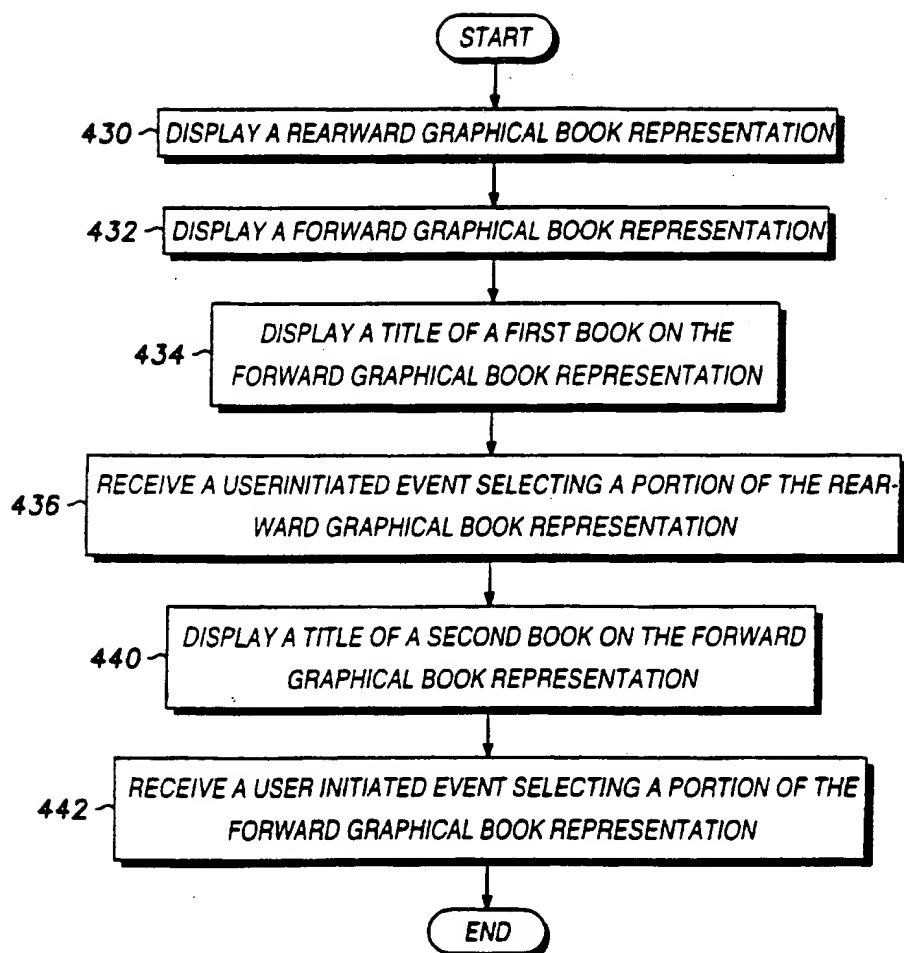 START
430 DISPLAY A REARWARD GRAPHICAL BOOK REPRESENTATION
432 DISPLAY A FORWARD GRAPHICAL BOOK REPRESENTATION
DISPLAY A TITLE OF A FIRST BOOK ON THE
434 FORWARD GRAPHICAL BOOK REPRESENTATION
RECEIVE A USERINITIATED EVENT SELECTING A PORTION OF THE REAR-
436 WARD GRAPHICAL BOOK REPRESENTATION
DISPLAY A TITLE OF A SECOND BOOK ON THE FORWARD
440 GRAPHICAL BOOK REPRESENTATION
RECEIVE A USER INITIATED EVENT SELECTING A PORTION OF THE
442 FORWARD GRAPHICAL BOOK REPRESENTATION
END